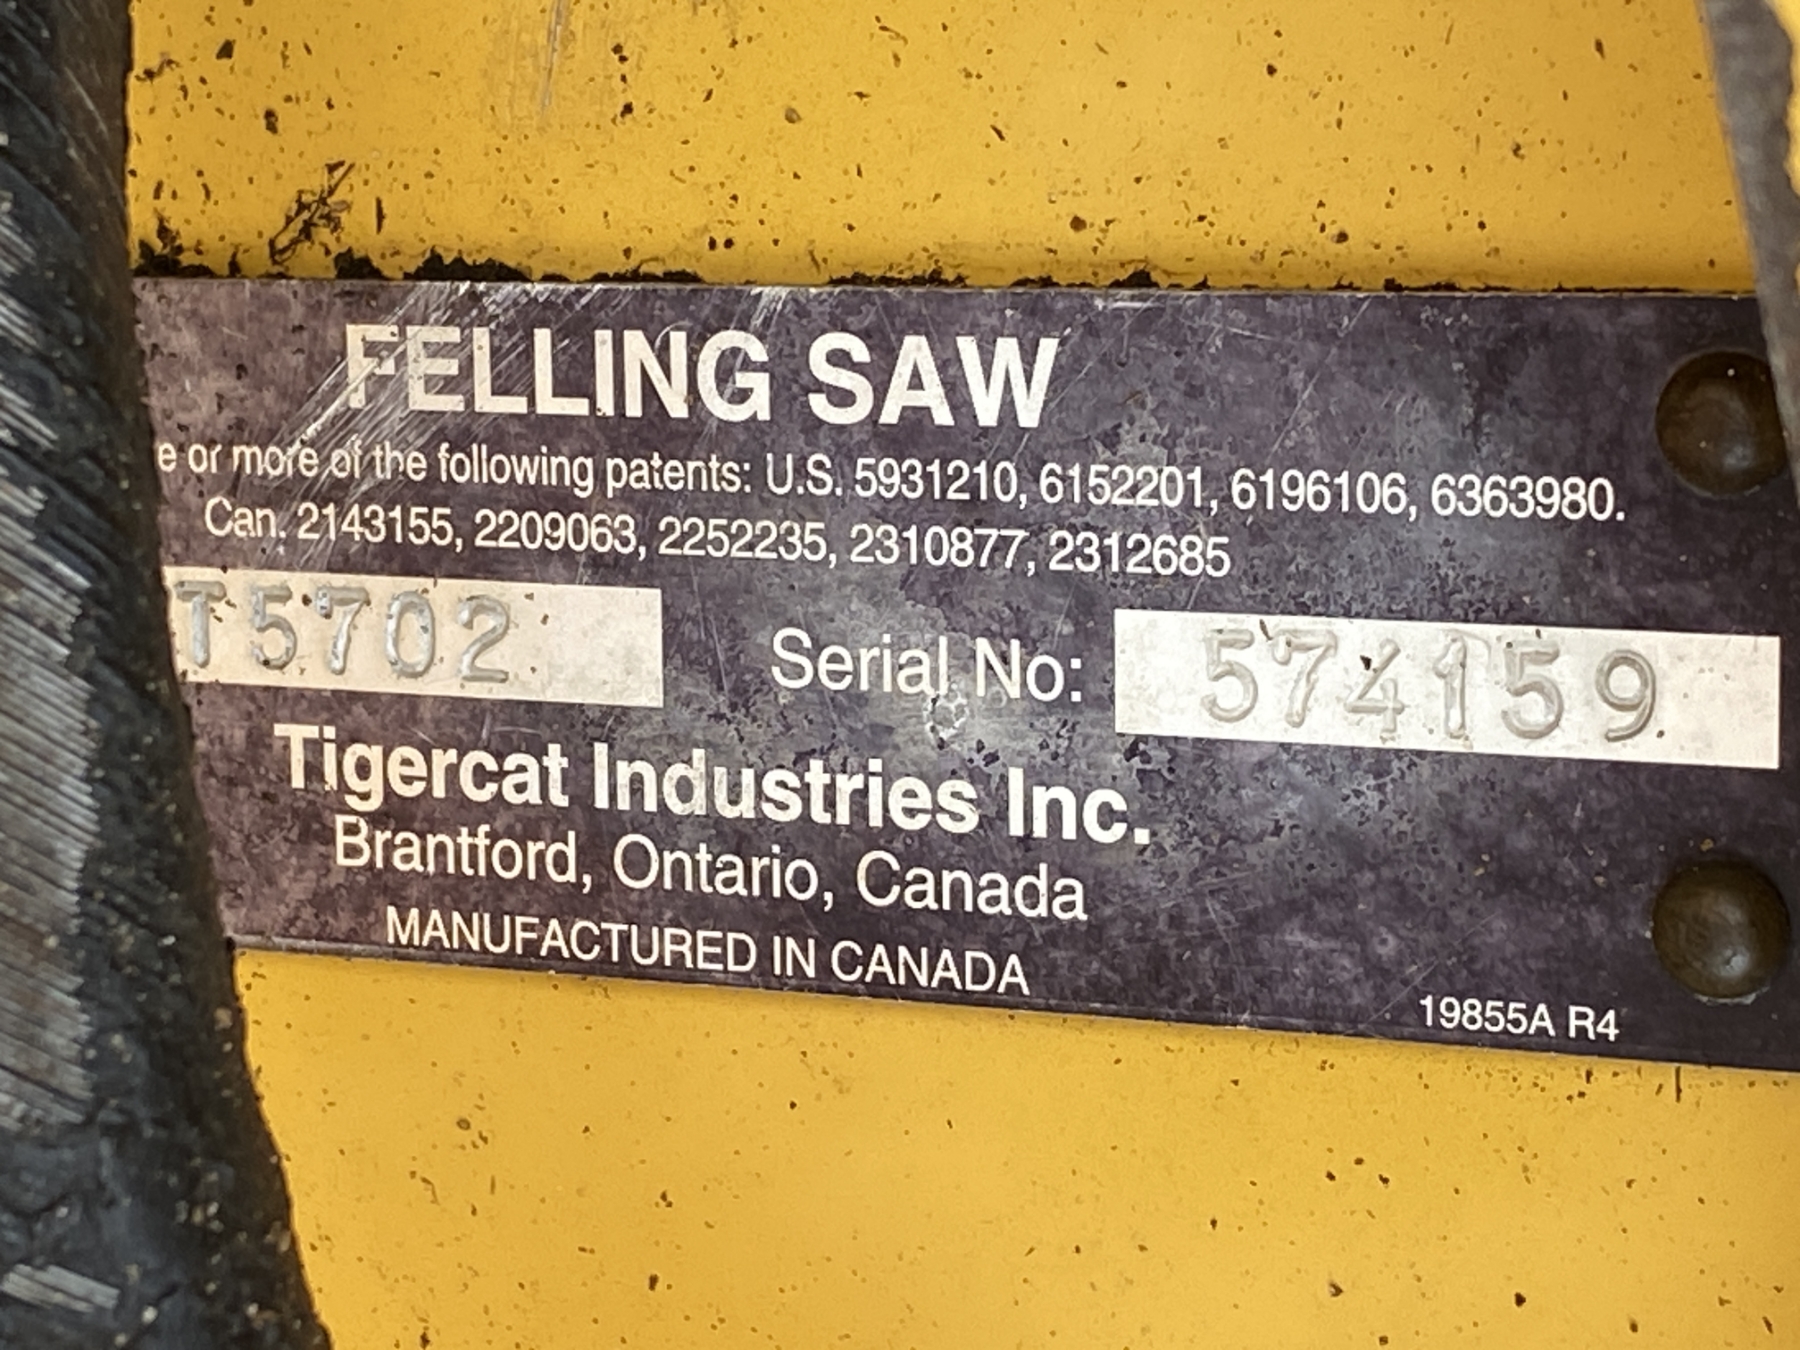 FELLING SAW
e or more of the following patents: U.S. 5931210, 6152201, 6196106, 6363980.
Can. 2143155, 2209063, 2252235, 2310877, 2312685
T5702 Serial No: 574159
Tigercat Industries Inc.
Brantford, Ontario, Canada
MANUFACTURED IN CANADA
19855A R4